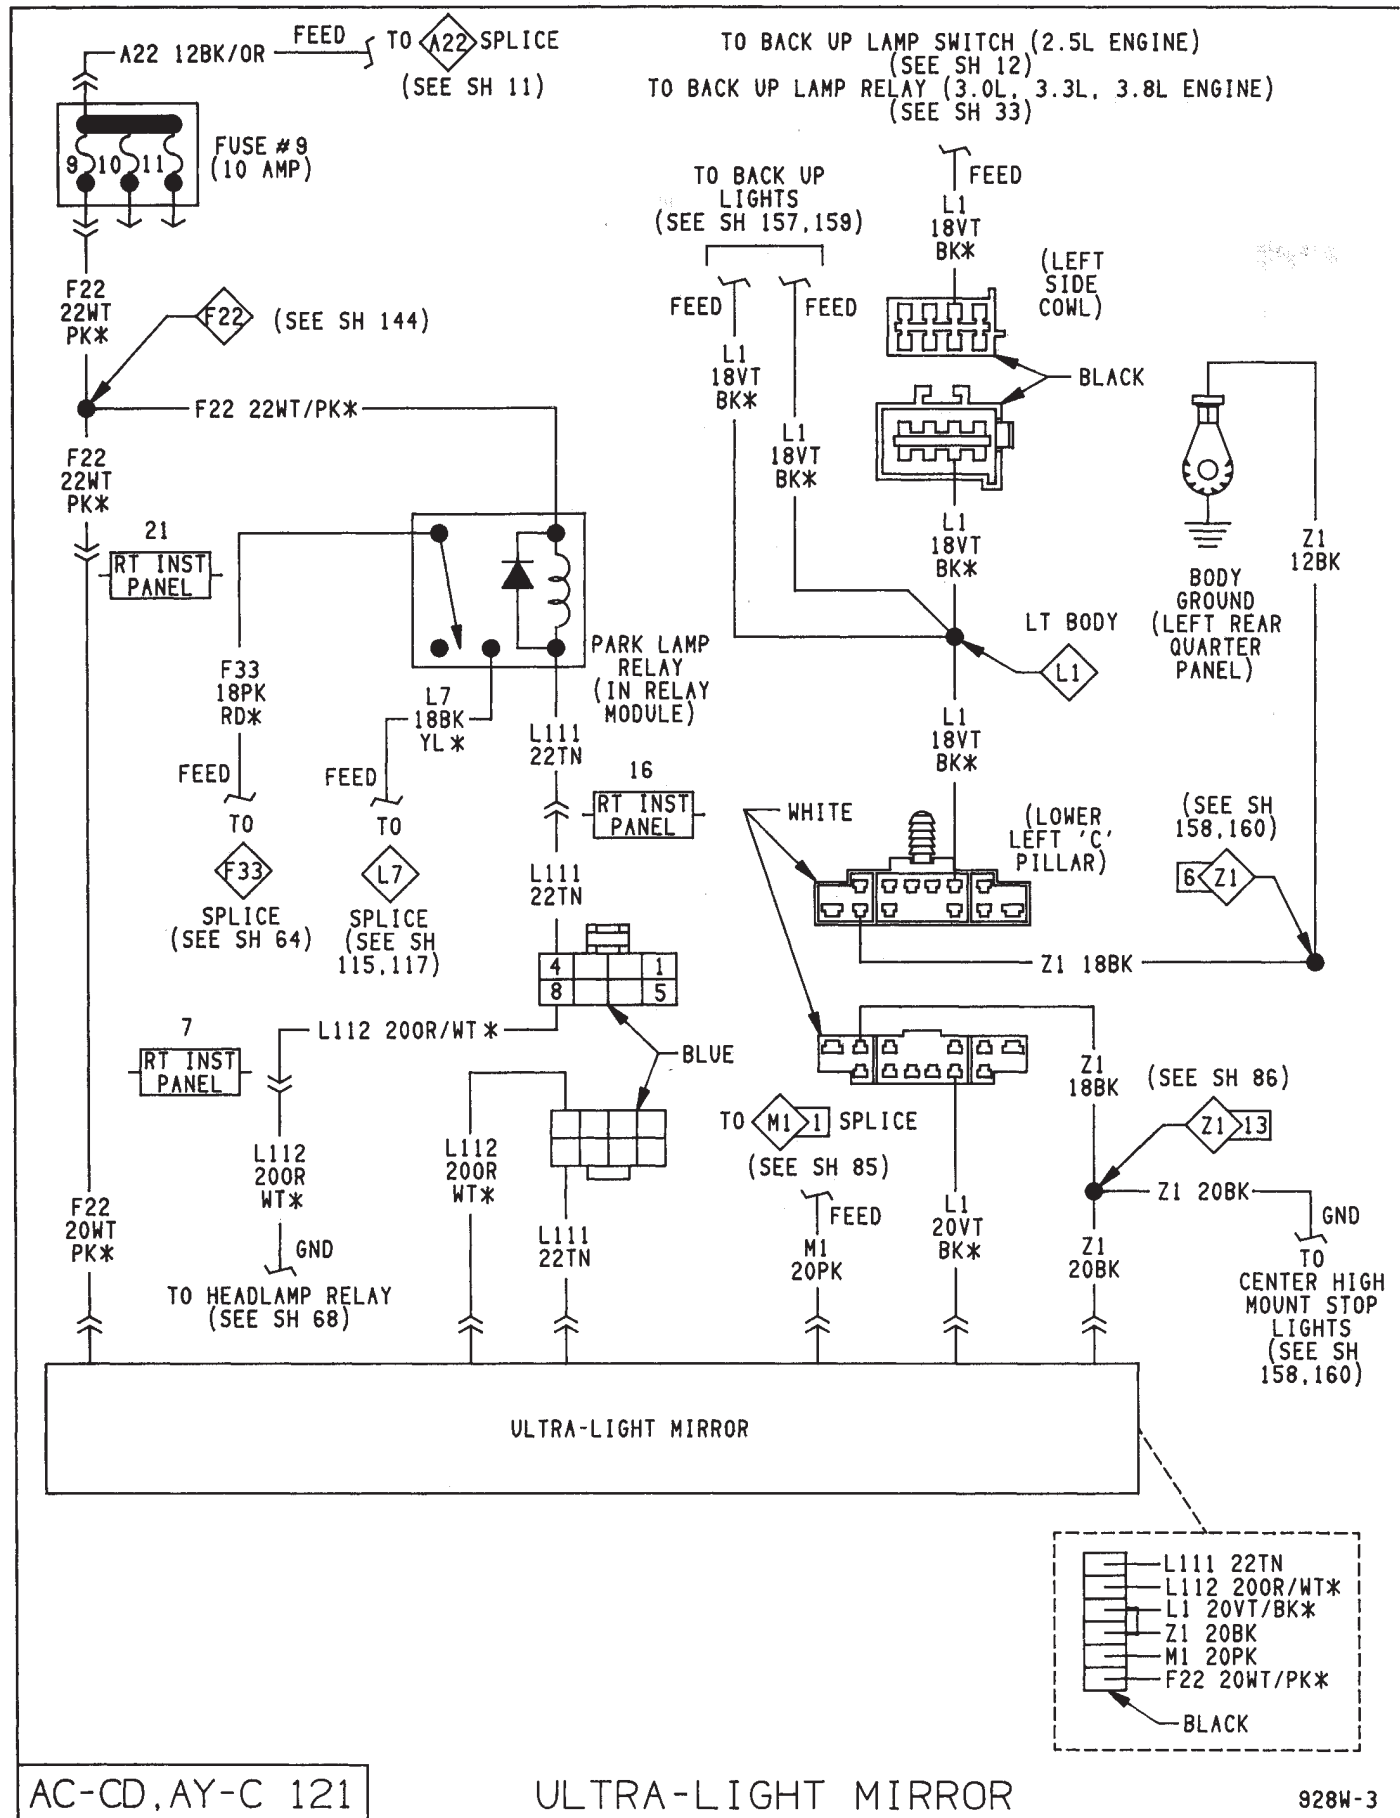 A22 12BK/OR
FEED
TO A22 SPLICE
(SEE SH 11)
TO BACK UP LAMP SWITCH (2.5L ENGINE)
(SEE SH 12)
TO BACK UP LAMP RELAY (3.0L, 3.3L, 3.8L ENGINE)
(SEE SH 33)
9 10 11
FUSE #9
(10 AMP)
FEED
TO BACK UP
LIGHTS
(SEE SH 157,159)
L1
18VT
BK*
(LEFT
SIDE
COWL)
F22
22WT
PK*
F22
(SEE SH 144)
FEED
FEED
L1
18VT
BK*
BLACK
F22 22WT/PK*
L1
18VT
BK*
F22
22WT
PK*
21
RT INST
PANEL
L1
18VT
BK*
Z1
12BK
BODY
GROUND
(LEFT REAR
QUARTER
PANEL)
LT BODY
L1
PARK LAMP
RELAY
(IN RELAY
MODULE)
F33
18PK
RD*
L7
18BK
YL*
L111
22TN
L1
18VT
BK*
FEED
TO
F33
SPLICE
(SEE SH 64)
FEED
TO
L7
SPLICE
(SEE SH
115,117)
16
RT INST
PANEL
WHITE
(LOWER
LEFT 'C'
PILLAR)
(SEE SH
158,160)
6 Z1
L111
22TN
4 1
8 5
Z1 18BK
L112 200R/WT*
7
RT INST
PANEL
BLUE
Z1
18BK
(SEE SH 86)
Z1 13
TO M1 1 SPLICE
(SEE SH 85)
L112
200R
WT*
L112
200R
WT*
FEED
Z1 20BK
GND
F22
20WT
PK*
GND
L111
22TN
M1
20PK
L1
20VT
BK*
Z1
20BK
TO
CENTER HIGH
MOUNT STOP
LIGHTS
(SEE SH
158,160)
TO HEADLAMP RELAY
(SEE SH 68)
ULTRA-LIGHT MIRROR
L111 22TN
L112 200R/WT*
L1 20VT/BK*
Z1 20BK
M1 20PK
F22 20WT/PK*
BLACK
AC-CD,AY-C 121
ULTRA-LIGHT MIRROR
928W-3